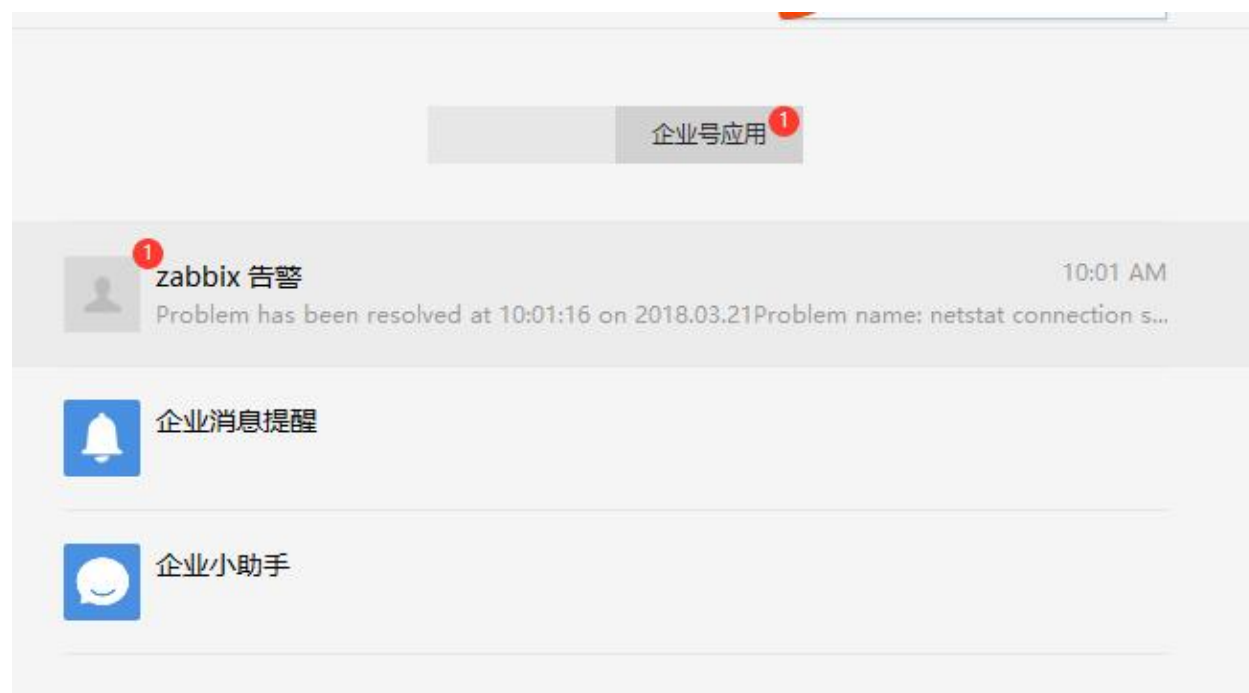 企业号应用 1
1
zabbix 告警 10:01 AM
Problem has been resolved at 10:01:16 on 2018.03.21Problem name: netstat connection s...
企业消息提醒
企业小助手